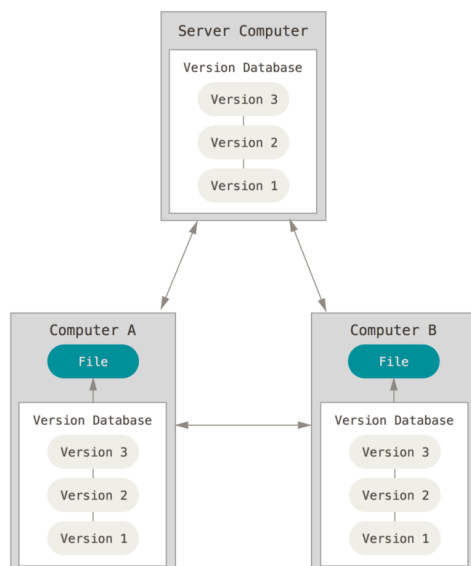 Server Computer
Version Database
Version 3
Version 2
Version 1
Computer A
File
Version Database
Version 3
Version 2
Version 1
Computer B
File
Version Database
Version 3
Version 2
Version 1